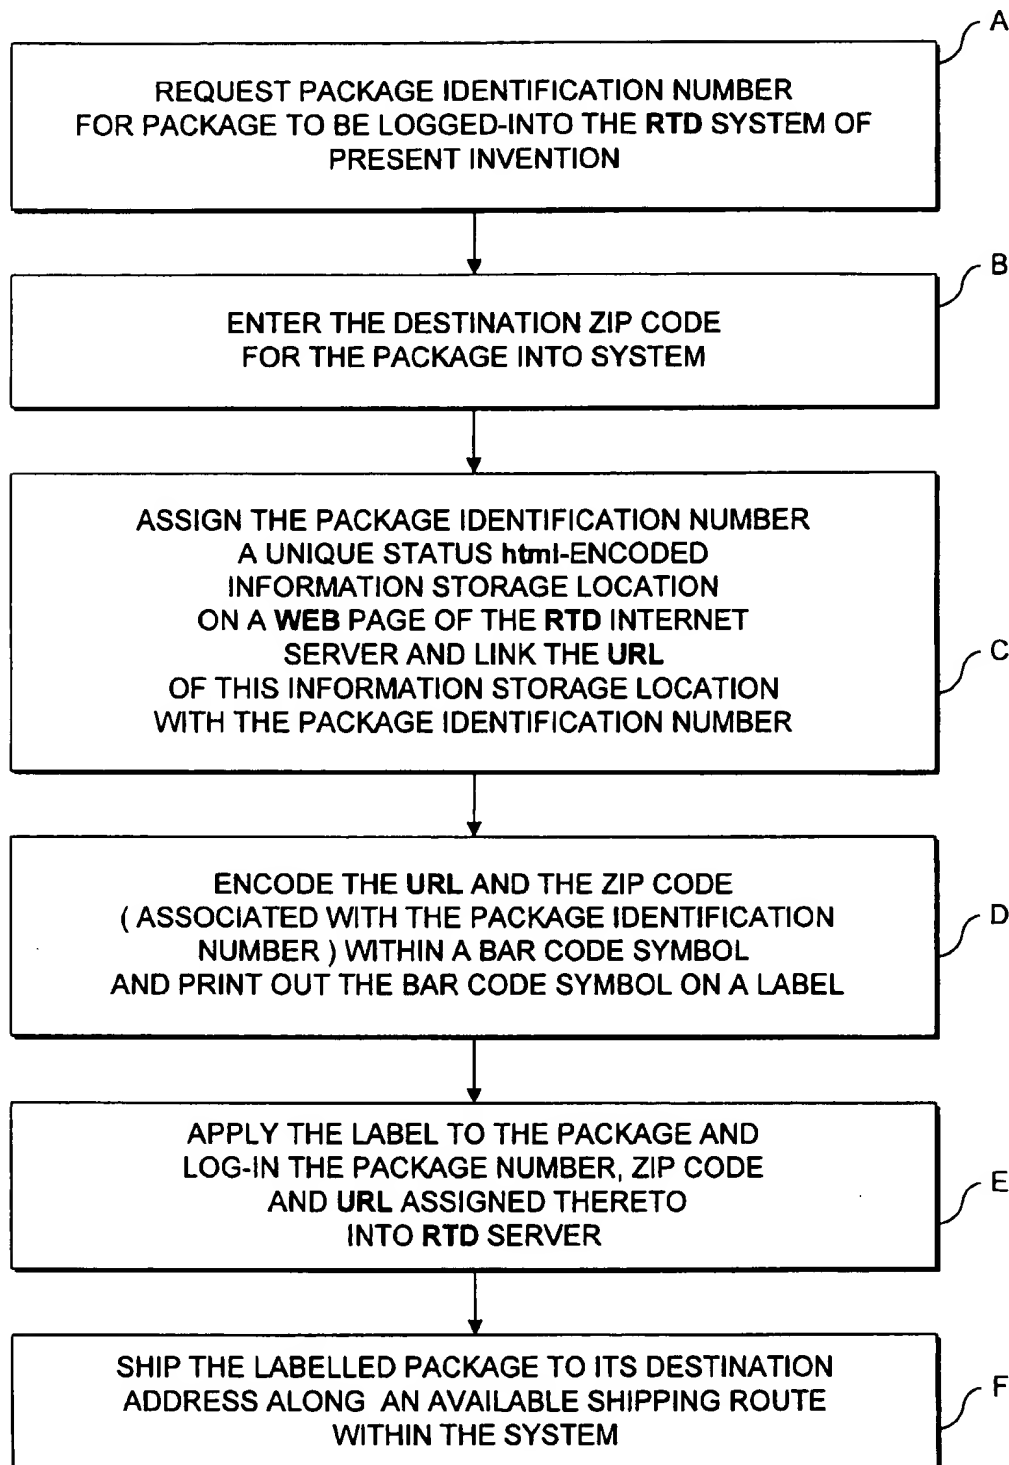 A
REQUEST PACKAGE IDENTIFICATION NUMBER
FOR PACKAGE TO BE LOGGED-INTO THE RTD SYSTEM OF
PRESENT INVENTION
B
ENTER THE DESTINATION ZIP CODE
FOR THE PACKAGE INTO SYSTEM
ASSIGN THE PACKAGE IDENTIFICATION NUMBER
A UNIQUE STATUS html-ENCODED
INFORMATION STORAGE LOCATION
ON A WEB PAGE OF THE RTD INTERNET
SERVER AND LINK THE URL
OF THIS INFORMATION STORAGE LOCATION
WITH THE PACKAGE IDENTIFICATION NUMBER
C
ENCODE THE URL AND THE ZIP CODE
( ASSOCIATED WITH THE PACKAGE IDENTIFICATION
NUMBER ) WITHIN A BAR CODE SYMBOL
AND PRINT OUT THE BAR CODE SYMBOL ON A LABEL
D
APPLY THE LABEL TO THE PACKAGE AND
LOG-IN THE PACKAGE NUMBER, ZIP CODE
AND URL ASSIGNED THERETO
INTO RTD SERVER
E
SHIP THE LABELLED PACKAGE TO ITS DESTINATION
ADDRESS ALONG AN AVAILABLE SHIPPING ROUTE
WITHIN THE SYSTEM
F